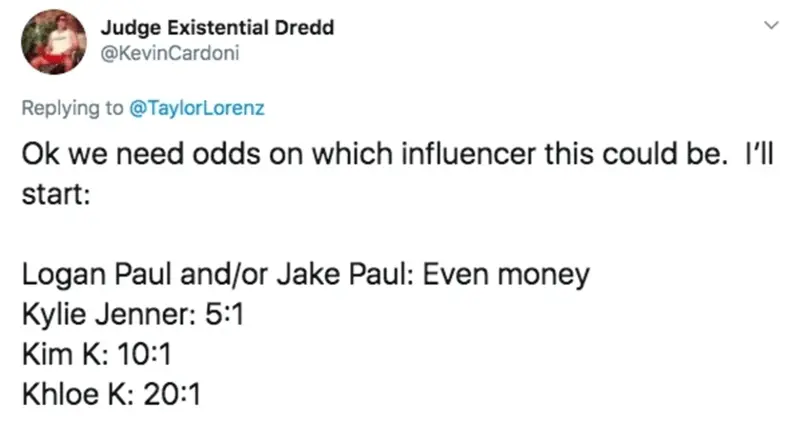 Judge Existential Dredd
@KevinCardoni
Replying to @TaylorLorenz
Ok we need odds on which influencer this could be.  I’ll
start:
Logan Paul and/or Jake Paul: Even money
Kylie Jenner: 5:1
Kim K: 10:1
Khloe K: 20:1